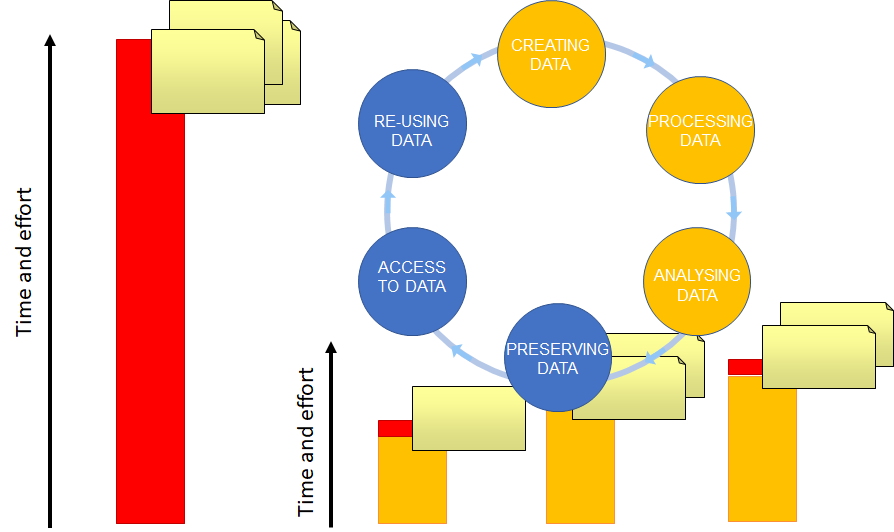 CREATING
DATA
PROCESSING
DATA
ANALYSING
DATA
PRESERVING
DATA
ACCESS
TO DATA
RE-USING
DATA
Time and effort
Time and effort